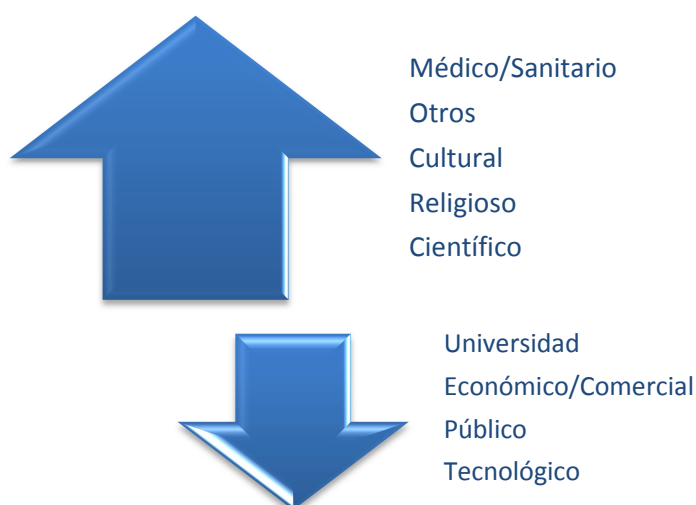 Médico/Sanitario
Otros
Cultural
Religioso
Científico
Universidad
Económico/Comercial
Público
Tecnológico